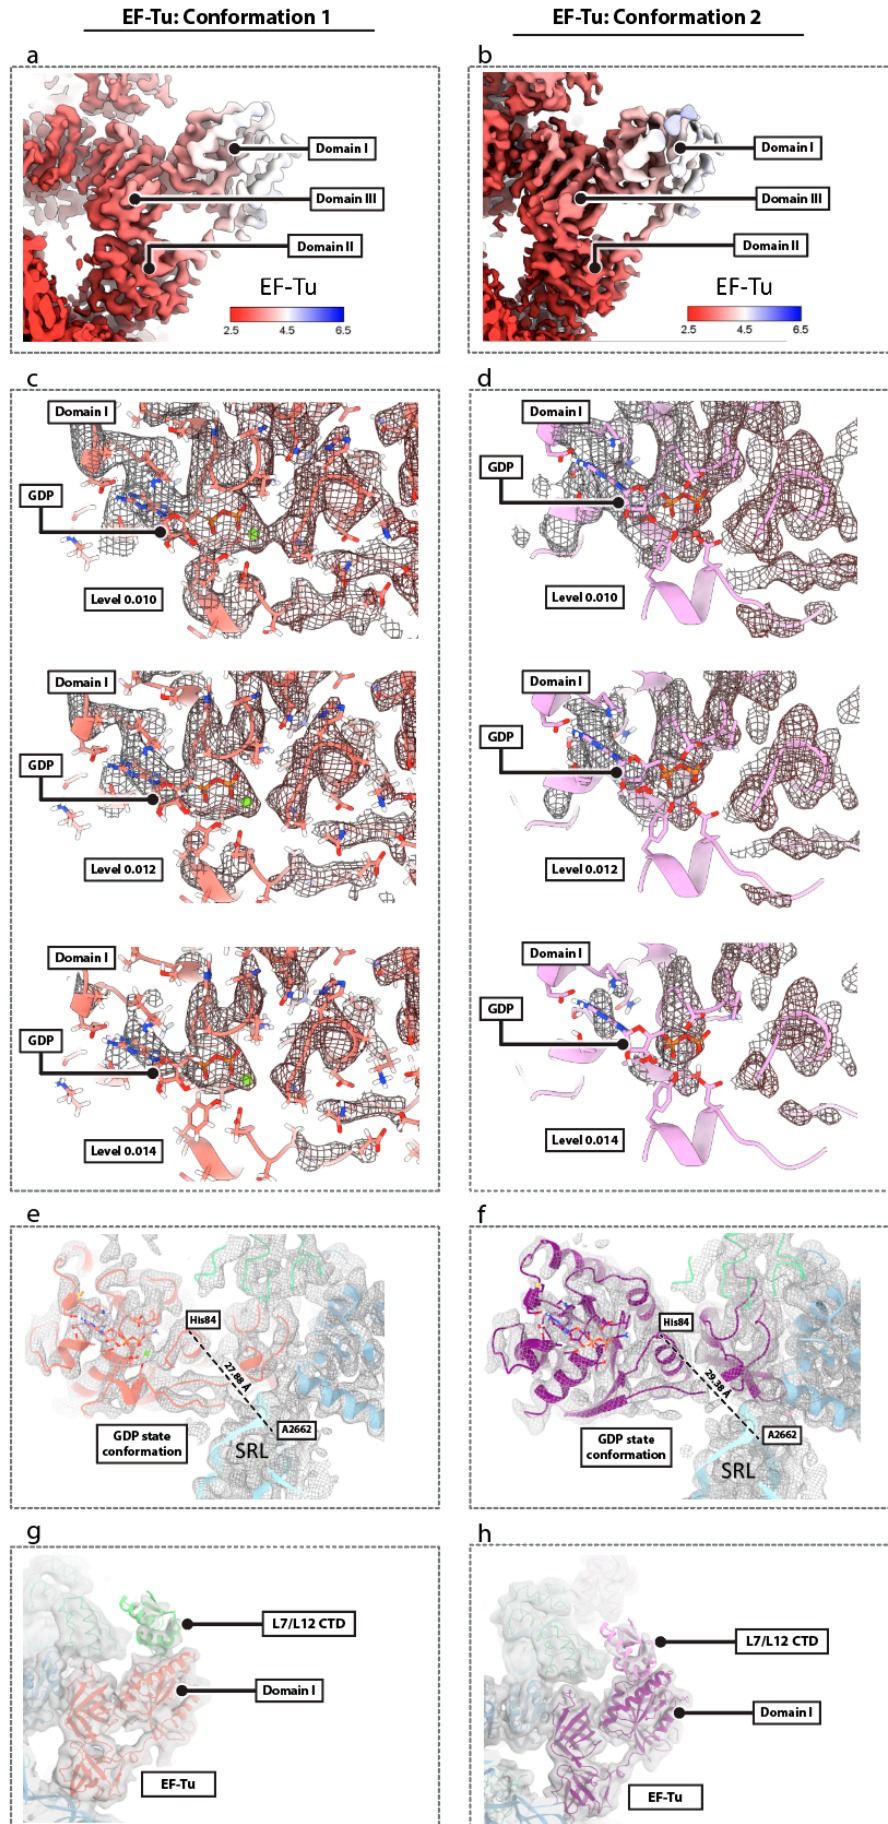 EF-Tu: Conformation 1
EF-Tu: Conformation 2
a
Domain I
Domain III
Domain II
EF-Tu
2.5 4.5 6.5
b
Domain I
Domain III
Domain II
EF-Tu
2.5 4.5 6.5
c
Domain I
GDP
Level 0.010
Domain I
GDP
Level 0.012
Domain I
GDP
Level 0.014
d
Domain I
GDP
Level 0.010
Domain I
GDP
Level 0.012
Domain I
GDP
Level 0.014
e
His84
27.88 Å
A2662
GDP state
conformation
SRL
f
His84
29.38 Å
A2662
GDP state
conformation
SRL
g
L7/L12 CTD
Domain I
EF-Tu
h
L7/L12 CTD
Domain I
EF-Tu